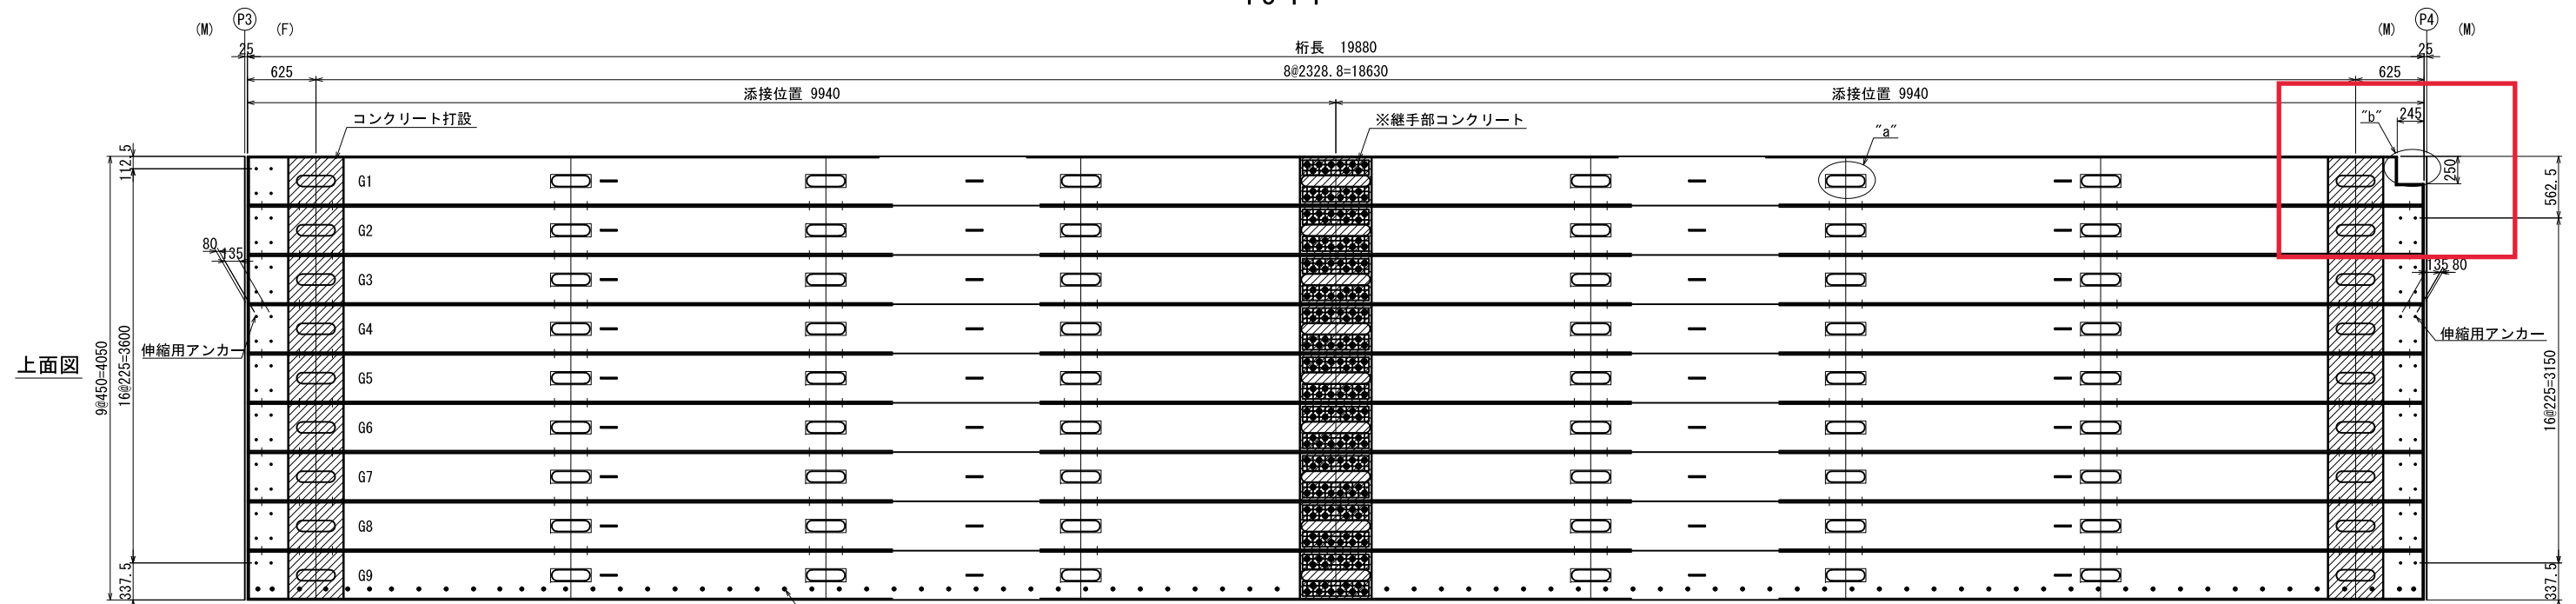 P3
P4
(M)
(F)
(M)
(M)
25
桁長 19880
25
625
8@2328.8=18630
625
添接位置 9940
添接位置 9940
コンクリート打設
※継手部コンクリート
"a"
"b"
245
250
112.5
562.5
G1
G2
G3
G4
G5
G6
G7
G8
G9
80
135
135
80
伸縮用アンカー
伸縮用アンカー
上面図
9@450=4050
16@225=3600
16@225=3150
337.5
337.5